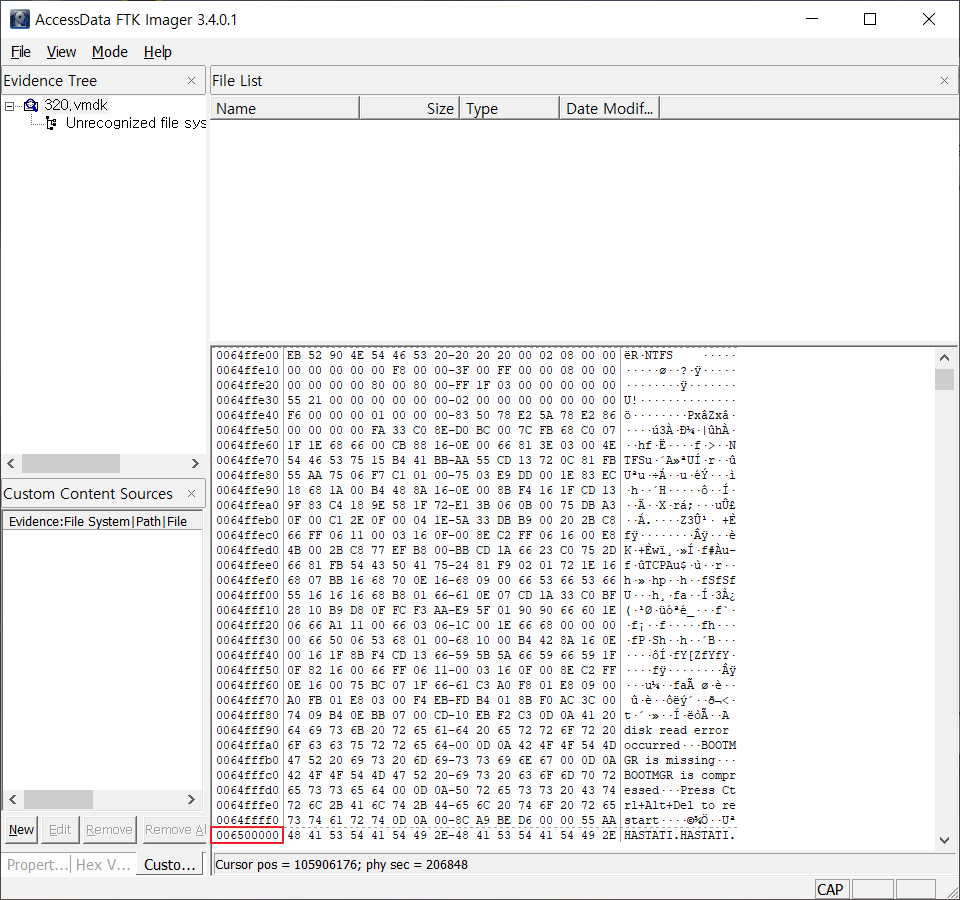 AccessData FTK Imager 3.4.0.1
File View Mode Help
Evidence Tree
320.vmdk
Unrecognized file sys
File List
Name Size Type Date Modif...
Custom Content Sources
Evidence:File System|Path|File
New Edit Remove Remove Al
Propert... Hex V... Custo...
0064ffe00 EB 52 90 4E 54 46 53 20-20 20 20 00 02 08 00 00 ëR·NTFS ·····
0064ffe10 00 00 00 00 00 F8 00 00-3F 00 FF 00 00 08 00 00 ·····ø··?·ÿ·····
0064ffe20 00 00 00 00 80 00 80 00-FF 1F 03 00 00 00 00 00 ········ÿ·······
0064ffe30 55 21 00 00 00 00 00 00-02 00 00 00 00 00 00 00 U!··············
0064ffe40 F6 00 00 00 01 00 00 00-83 50 78 E2 5A 78 E2 86 ö········PxâZxâ·
0064ffe50 00 00 00 00 FA 33 C0 8E-D0 BC 00 7C FB 68 C0 07 ····ú3À·Ð¼·|ûhÀ·
0064ffe60 1F 1E 68 66 00 CB 88 16-0E 00 66 81 3E 03 00 4E ··hf·Ë····f·>··N
0064ffe70 54 46 53 75 15 B4 41 BB-AA 55 CD 13 72 0C 81 FB TFSu·´A»ªUÍ·r··û
0064ffe80 55 AA 75 06 F7 C1 01 00-75 03 E9 DD 00 1E 83 EC Uªu·÷Á··u·éÝ···ì
0064ffe90 18 68 1A 00 B4 48 8A 16-0E 00 8B F4 16 1F CD 13 ·h··´H·····ô··Í·
0064ffea0 9F 83 C4 18 9E 58 1F 72-E1 3B 06 0B 00 75 DB A3 ··Ä··X·rá;···uÛ£
0064ffeb0 0F 00 C1 2E 0F 00 04 1E-5A 33 DB B9 00 20 2B C8 ··Á.····Z3Û¹· +È
0064ffec0 66 FF 06 11 00 03 16 0F-00 8E C2 FF 06 16 00 E8 fÿ········Âÿ···è
0064ffed0 4B 00 2B C8 77 EF B8 00-BB CD 1A 66 23 C0 75 2D K·+Èwï¸·»Í·f#Àu-
0064ffee0 66 81 FB 54 43 50 41 75-24 81 F9 02 01 72 1E 16 f·ûTCPAu$·ù··r··
0064ffef0 68 07 BB 16 68 70 0E 16-68 09 00 66 53 66 53 66 h·»·hp··h··fSfSf
0064fff00 55 16 16 16 68 B8 01 16-66 61 0E 07 CD 1A 33 C0 BF U···h¸··fa··Í·3À¿
0064fff10 28 10 B9 D8 0F FC F3 AA-E9 5F 01 90 90 66 60 1E (·¹Ø·üóªé_···f`·
0064fff20 06 66 A1 11 00 66 03 06-1C 00 1E 66 68 00 00 00 ·f¡··f·····fh···
0064fff30 00 66 50 06 53 68 01 00-68 10 00 B4 42 8A 16 0E ·fP·Sh··h··´B···
0064fff40 00 16 1F 8B F4 CD 13 66-59 5B 5A 66 59 66 59 1F ····ôÍ·fY[ZfYfY·
0064fff50 0F 82 16 00 66 FF 06 11-00 03 16 0F 00 8E C2 FF ····fÿ········Âÿ
0064fff60 0E 16 00 75 BC 07 1F 66-61 C3 A0 F8 01 E8 09 00 ···u¼··faÃ ø·è··
0064fff70 A0 FB 01 E8 03 00 F4 EB-FD B4 01 8B F0 AC 3C 00 û·è··ôëý´··ð¬<·
0064fff80 74 09 B4 0E BB 07 00 CD-10 EB F2 C3 0D 0A 41 20 t·´·»··Í·ëòÃ··A
0064fff90 64 69 73 6B 20 72 65 61-64 20 65 72 72 6F 72 20 disk read error
0064fffa0 6F 63 63 75 72 72 65 64-00 0D 0A 42 4F 4F 54 4D occurred···BOOTM
0064fffb0 47 52 20 69 73 20 6D 69-73 73 69 6E 67 00 0D 0A GR is missing···
0064fffc0 42 4F 4F 54 4D 47 52 20-69 73 20 63 6F 6D 70 72 BOOTMGR is compr
0064fffd0 65 73 73 65 64 00 0D 0A-50 72 65 73 73 20 43 74 essed···Press Ct
0064fffe0 72 6C 2B 41 6C 74 2B 44-65 6C 20 74 6F 20 72 65 rl+Alt+Del to re
0064ffff0 73 74 61 72 74 0D 0A 00-8C A9 BE D6 00 00 55 AA start····©¾Ö··Uª
006500000 48 41 53 54 41 54 49 2E-48 41 53 54 41 54 49 2E HASTATI.HASTATI.
Cursor pos = 105906176; phy sec = 206848
CAP